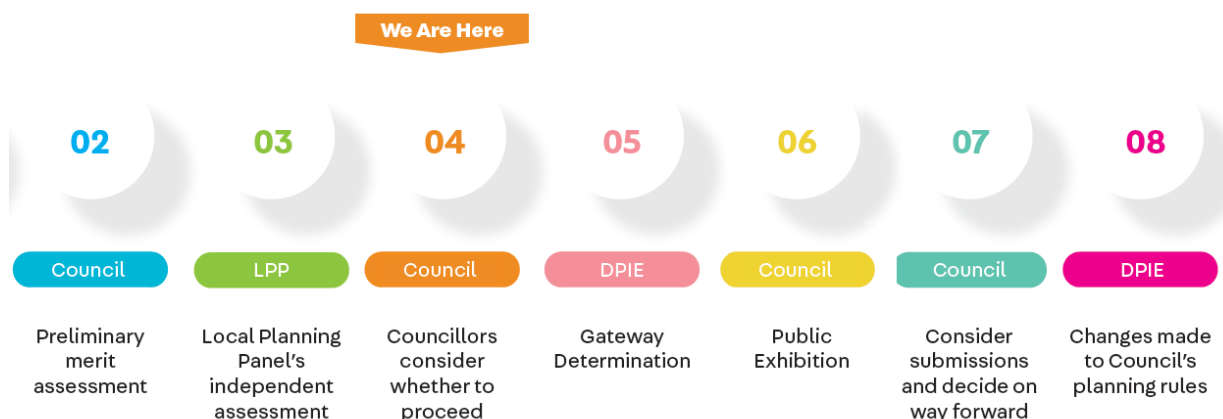 We Are Here
02
03
04
05
06
07
08
Council
LPP
Council
DPIE
Council
Council
DPIE
Preliminary
merit
assessment
Local Planning
Panel's
independent
assessment
Councillors
consider
whether to
proceed
Gateway
Determination
Public
Exhibition
Consider
submissions
and decide on
way forward
Changes made
to Council's
planning rules